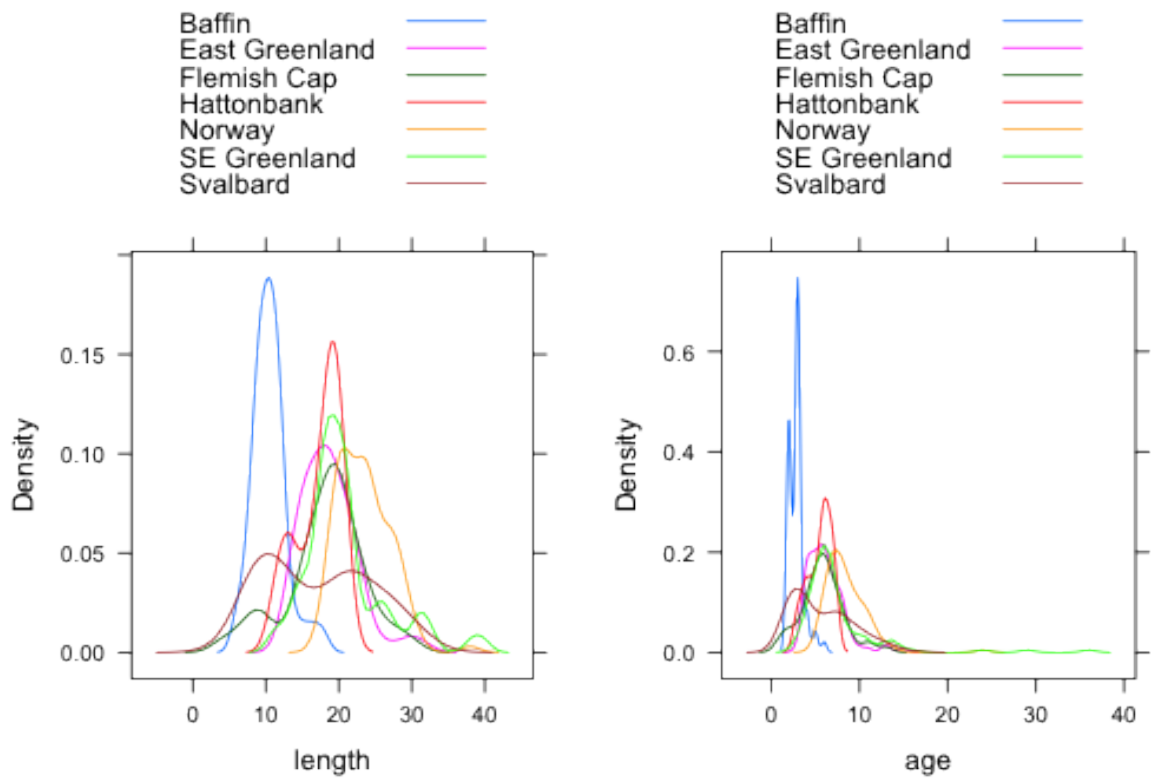 Baffin
East Greenland
Flemish Cap
Hattonbank
Norway
SE Greenland
Svalbard
Density
0.15
0.10
0.05
0.00
0 10 20 30 40
length
Baffin
East Greenland
Flemish Cap
Hattonbank
Norway
SE Greenland
Svalbard
Density
0.6
0.4
0.2
0.0
0 10 20 30 40
age